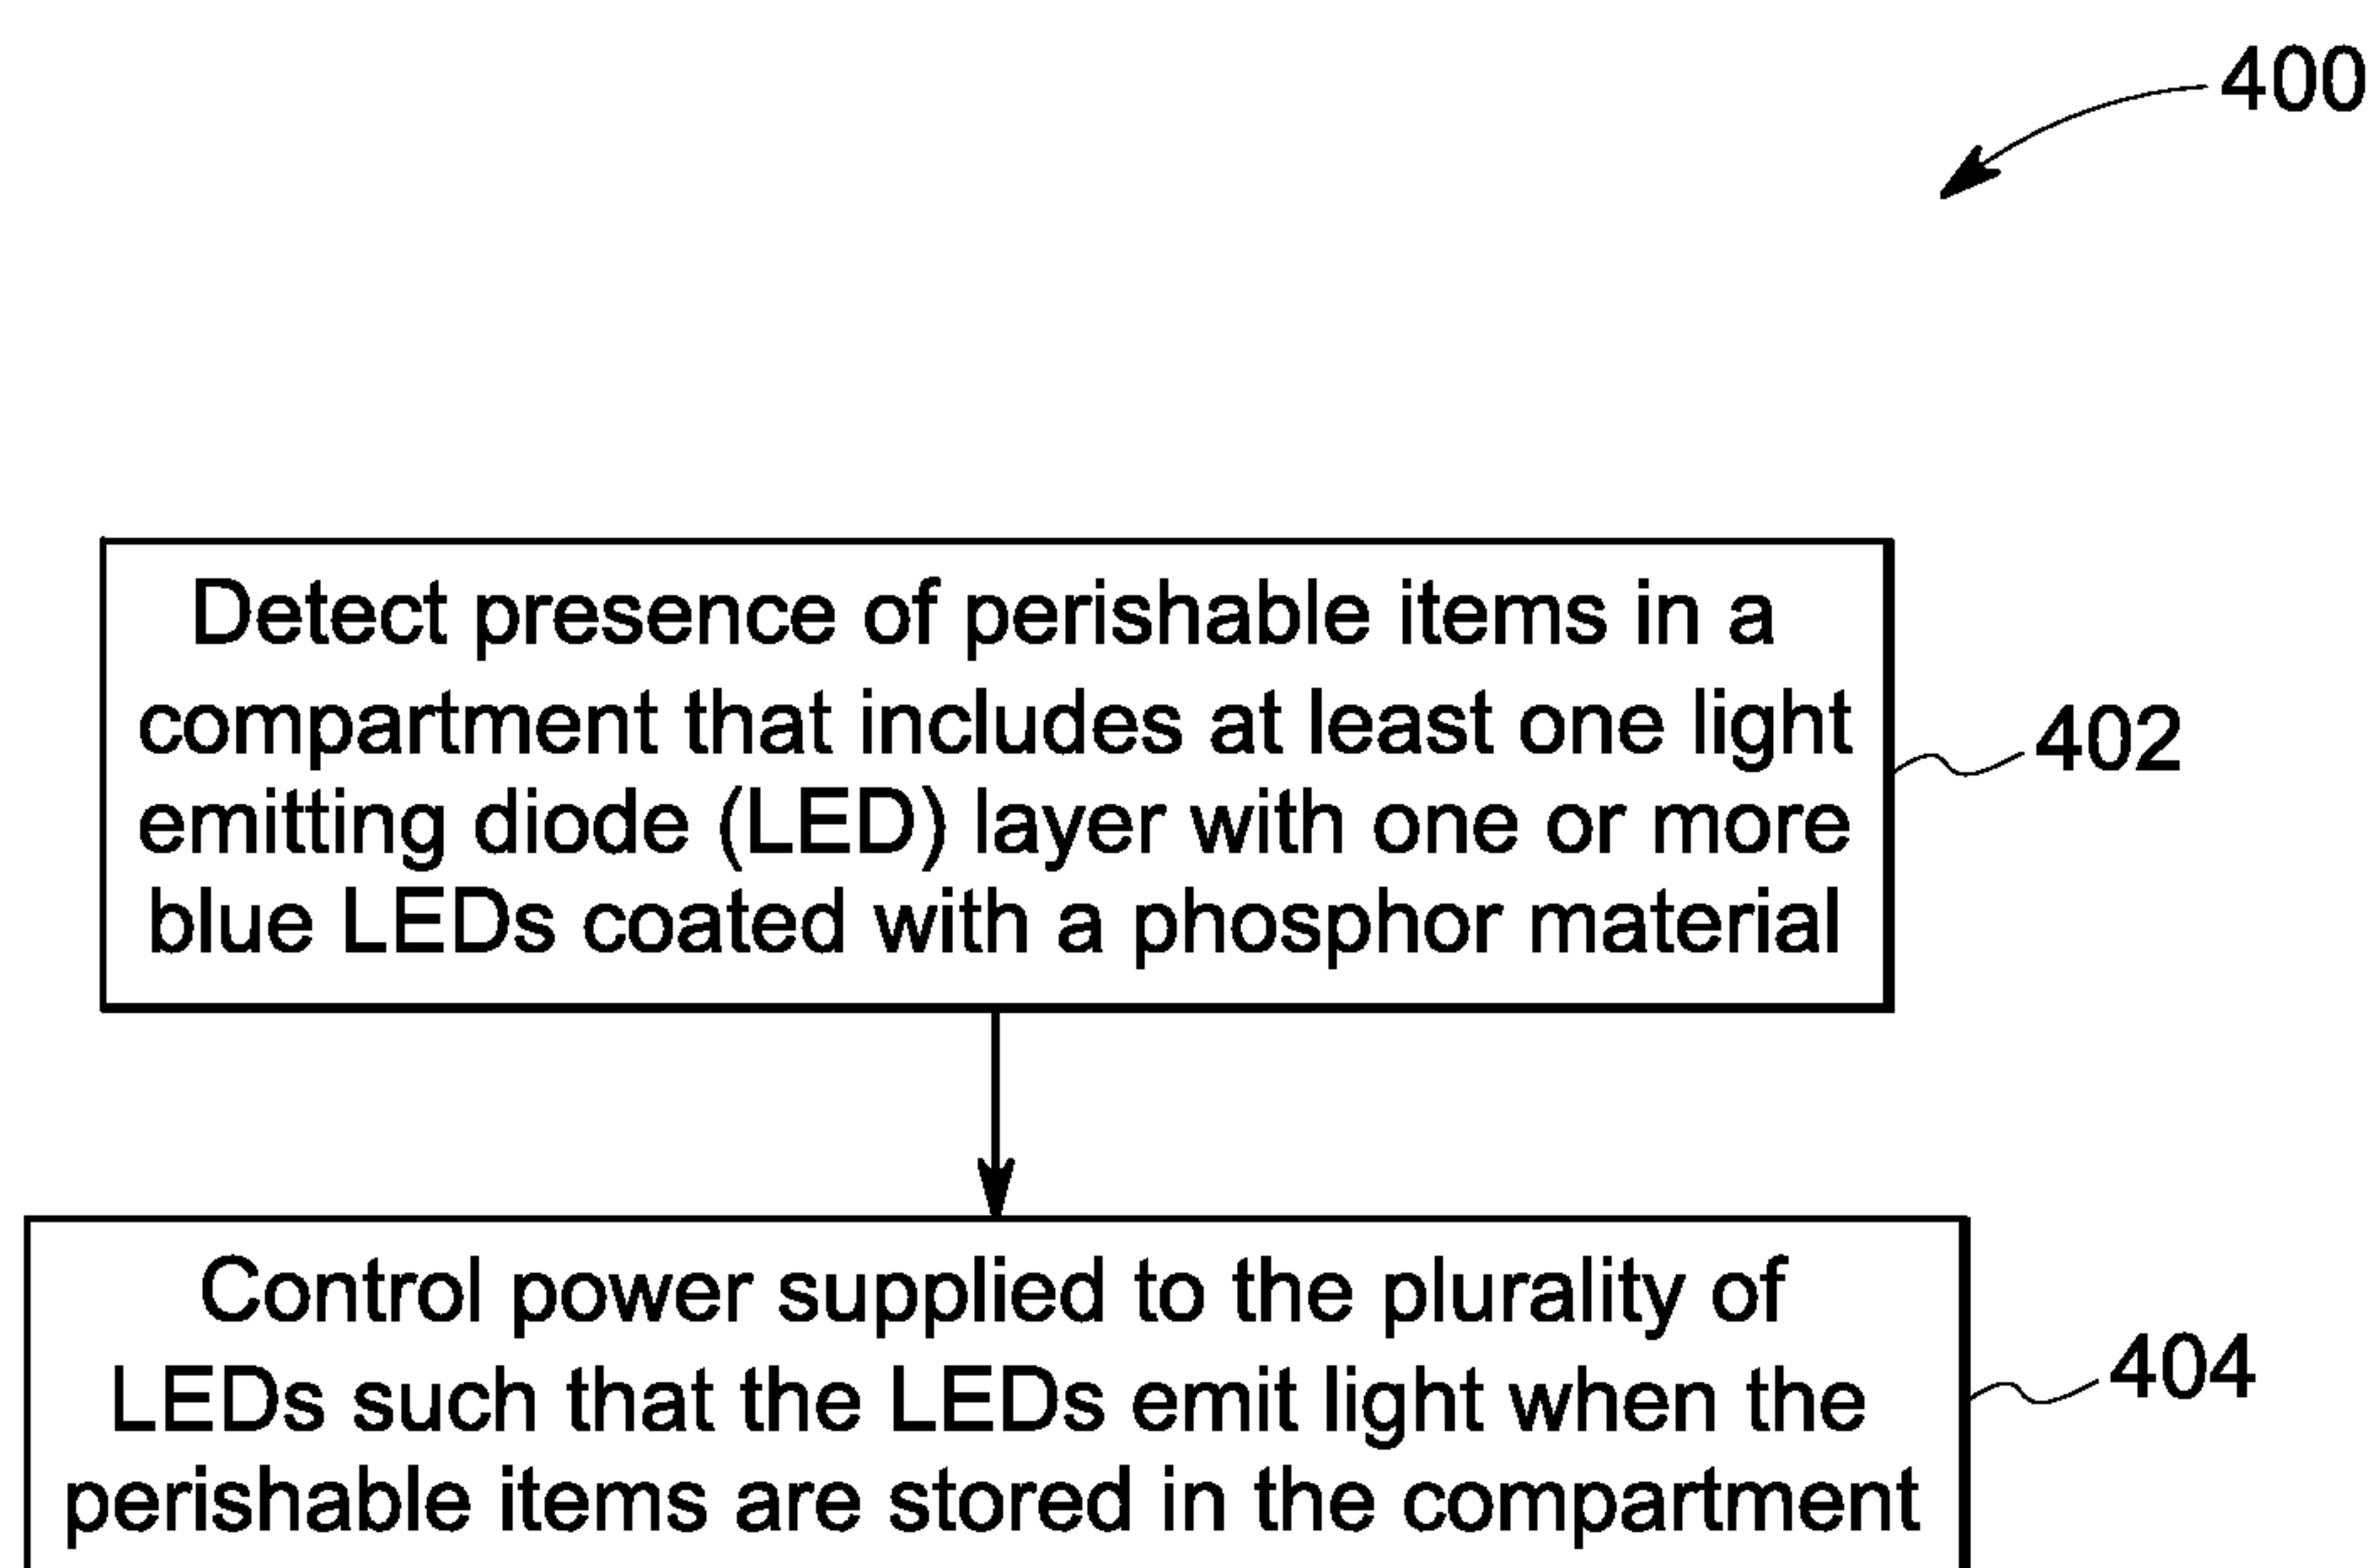 400
Detect presence of perishable items in a
compartment that includes at least one light
emitting diode (LED) layer with one or more
blue LEDs coated with a phosphor material
402
Control power supplied to the plurality of
LEDs such that the LEDs emit light when the
perishable items are stored in the compartment
404